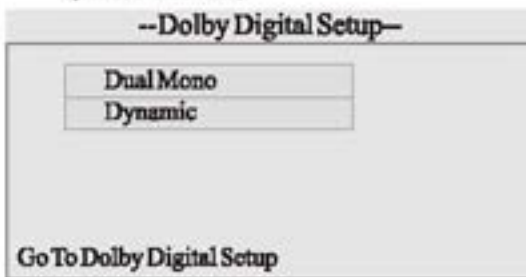 --Dolby Digital Setup--
Dual Mono
Dynamic
Go To Dolby Digital Setup